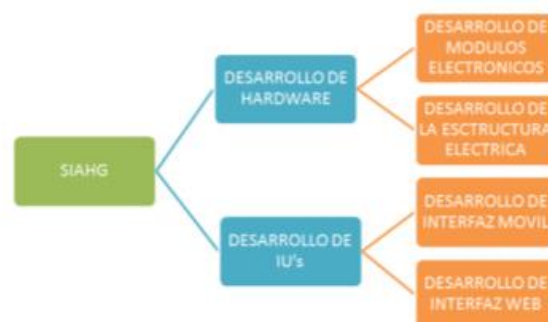 SIAHG
DESARROLLO DE
HARDWARE
DESARROLLO DE
MODULOS
ELECTRONICOS
DESARROLLO DE
LA ESCTRUCTURA
ELECTRICA
DESARROLLO DE
IU's
DESARROLLO DE
INTERFAZ MOVIL
DESARROLLO DE
INTERFAZ WEB